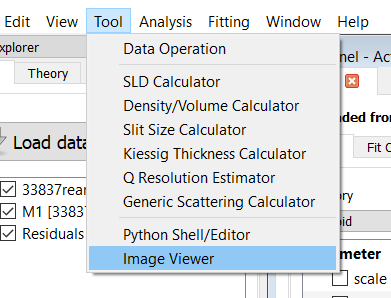 Edit View Tool Analysis Fitting Window Help
xplorer
Data Operation
nel - Ac
Theory
SLD Calculator
Density/Volume Calculator
nded fro
Load data
Slit Size Calculator
Fit O
Kiessig Thickness Calculator
33837rear
Q Resolution Estimator
ory
M1 [3383
Generic Scattering Calculator
oid
Residuals
Python Shell/Editor
meter
Image Viewer
scale